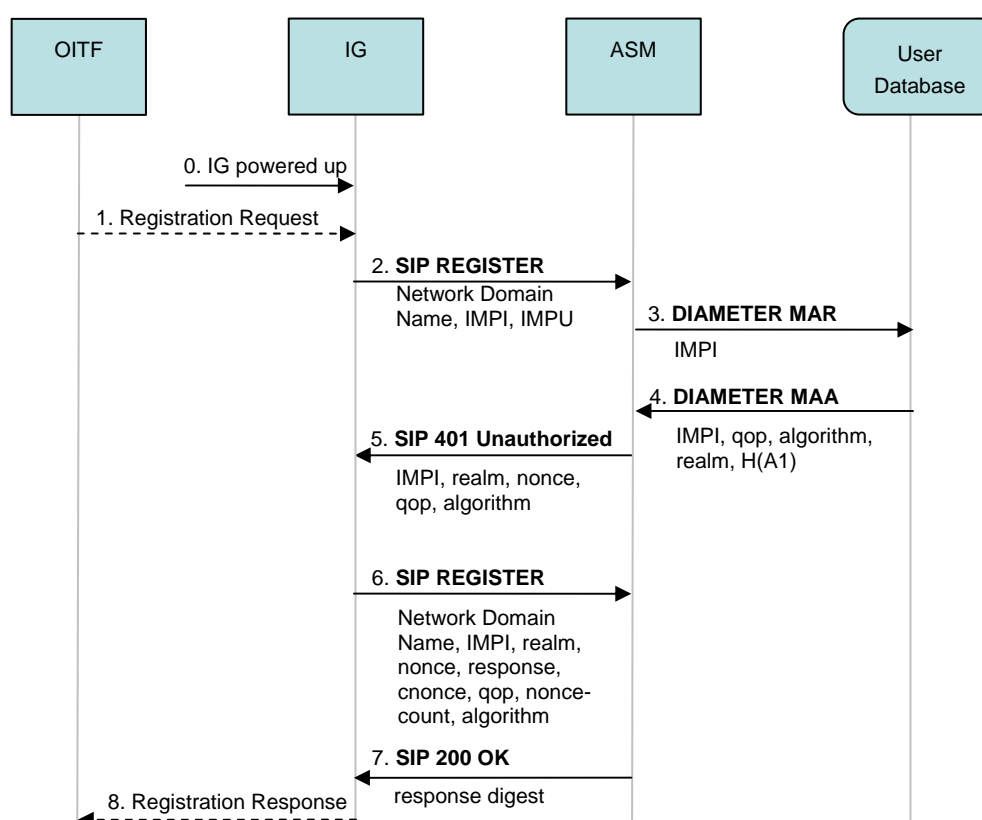 OITF
IG
ASM
User
Database
0. IG powered up
1. Registration Request
2. SIP REGISTER
Network Domain
Name, IMPI, IMPU
3. DIAMETER MAR
IMPI
4. DIAMETER MAA
IMPI, qop, algorithm,
realm, H(A1)
5. SIP 401 Unauthorized
IMPI, realm, nonce,
qop, algorithm
6. SIP REGISTER
Network Domain
Name, IMPI, realm,
nonce, response,
cnonce, qop, nonce-
count, algorithm
7. SIP 200 OK
response digest
8. Registration Response